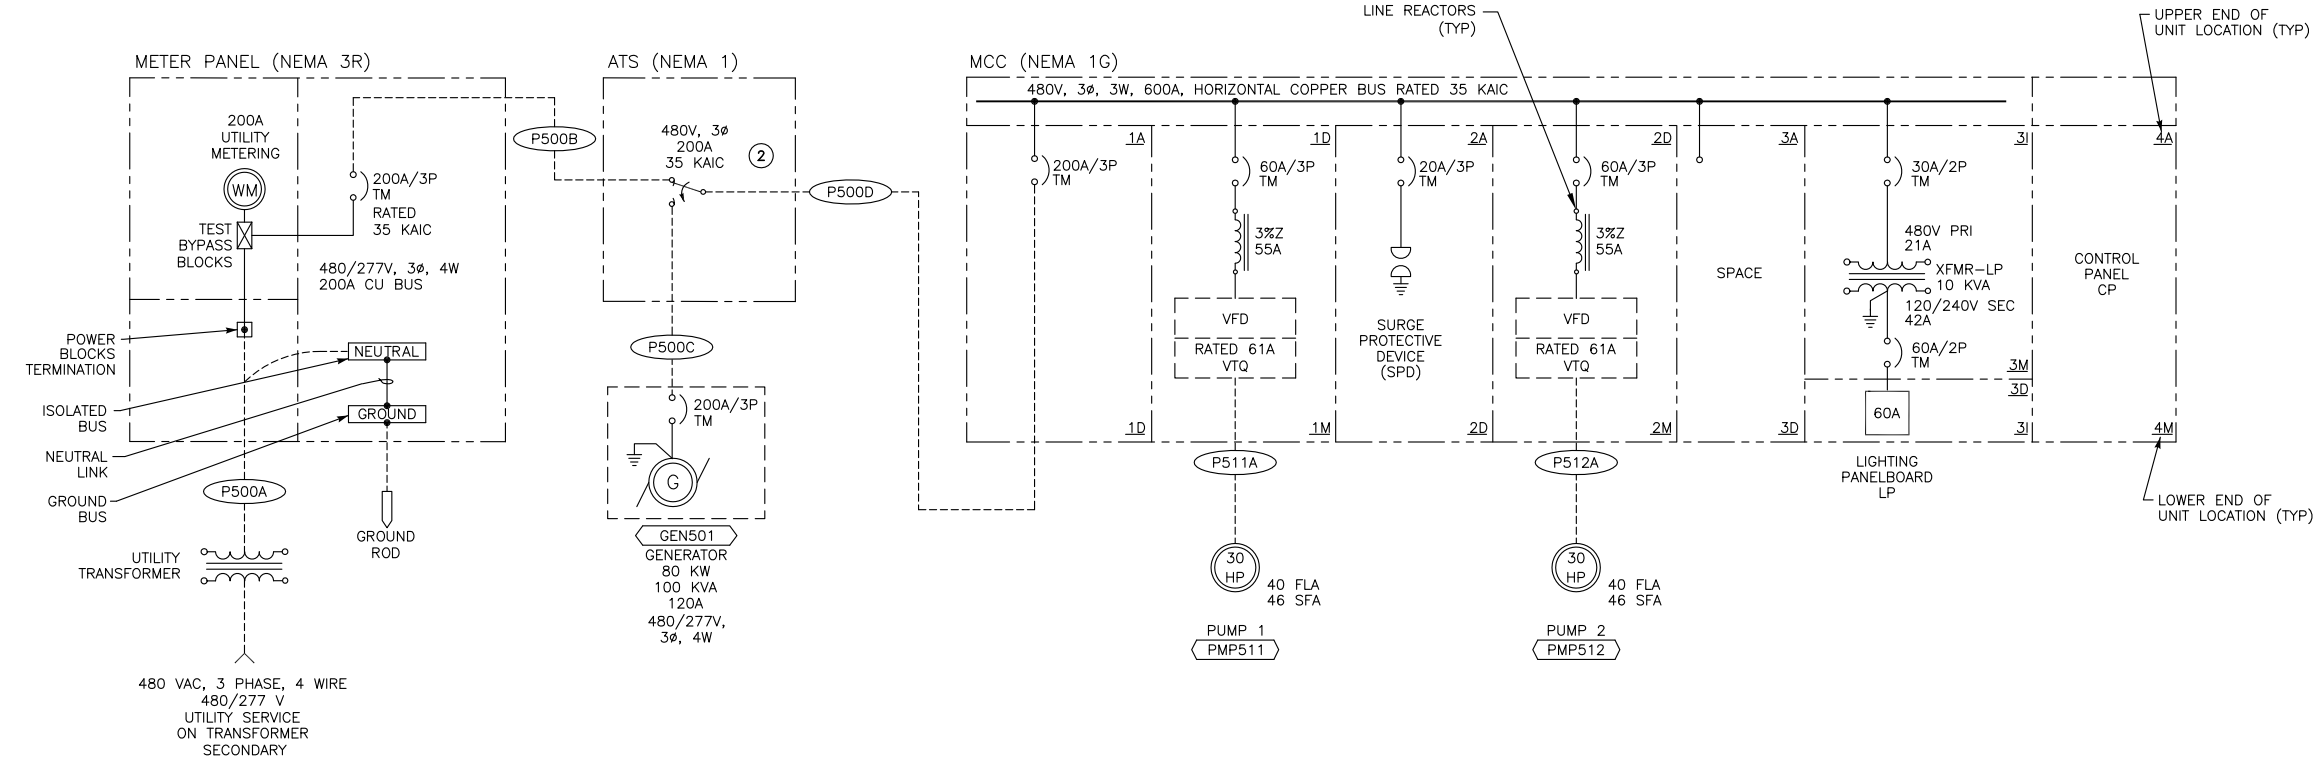 LINE REACTORS
(TYP)
UPPER END OF
UNIT LOCATION (TYP)
METER PANEL (NEMA 3R)
200A
UTILITY
METERING
WM
TEST
BYPASS
BLOCKS
200A/3P
TM
RATED
35 KAIC
480/277V, 3ø, 4W
200A CU BUS
POWER
BLOCKS
TERMINATION
NEUTRAL
ISOLATED
BUS
GROUND
NEUTRAL
LINK
GROUND
BUS
P500A
GROUND
ROD
UTILITY
TRANSFORMER
480 VAC, 3 PHASE, 4 WIRE
480/277 V
UTILITY SERVICE
ON TRANSFORMER
SECONDARY
P500B
ATS (NEMA 1)
480V, 3ø
200A
35 KAIC
2
P500D
P500C
200A/3P
TM
G
GEN501
GENERATOR
80 KW
100 KVA
120A
480/277V,
3ø, 4W
MCC (NEMA 1G)
480V, 3ø, 3W, 600A, HORIZONTAL COPPER BUS RATED 35 KAIC
1A
200A/3P
TM
1D
1D
60A/3P
TM
3%Z
55A
VFD
RATED 61A
VTQ
1M
P511A
30
HP
40 FLA
46 SFA
PUMP 1
PMP511
2A
20A/3P
TM
SURGE
PROTECTIVE
DEVICE
(SPD)
2D
2D
60A/3P
TM
3%Z
55A
VFD
RATED 61A
VTQ
2M
P512A
30
HP
40 FLA
46 SFA
PUMP 2
PMP512
3A
SPACE
3D
3I
30A/2P
TM
480V PRI
21A
XFMR-LP
10 KVA
120/240V SEC
42A
60A/2P
TM
3M
3D
60A
3I
LIGHTING
PANELBOARD
LP
4A
CONTROL
PANEL
CP
4M
LOWER END OF
UNIT LOCATION (TYP)